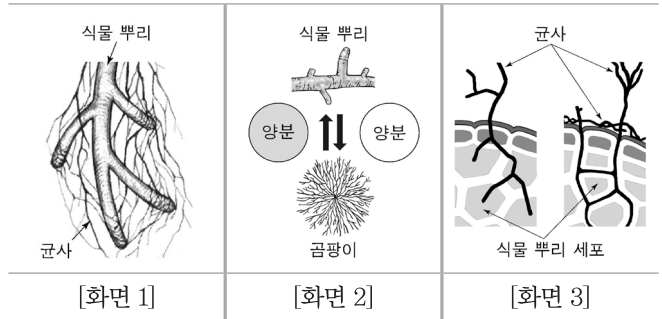 식물 뿌리
균사
[화면 1]
식물 뿌리
양분
양분
곰팡이
[화면 2]
균사
식물 뿌리 세포
[화면 3]